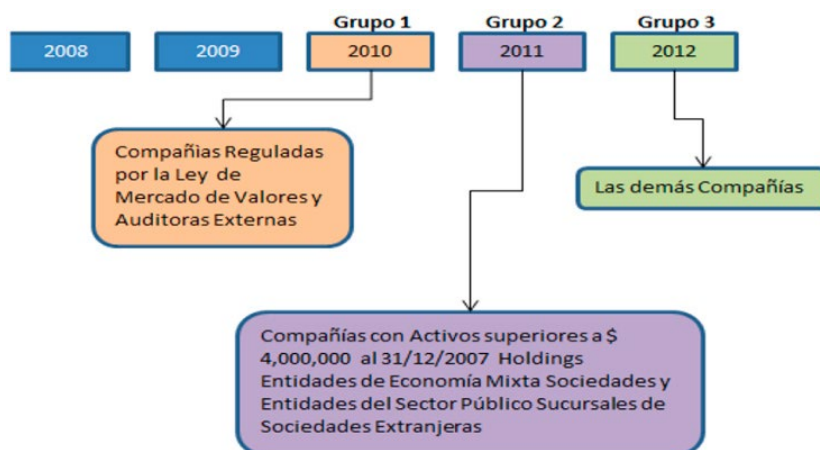 Grupo 1 Grupo 2 Grupo 3
2008 2009 2010 2011 2012
Compañias Reguladas
por la Ley de
Mercado de Valores y
Auditoras Externas
Las demás Compañías
Compañías con Activos superiores a $
4,000,000 al 31/12/2007 Holdings
Entidades de Economía Mixta Sociedades y
Entidades del Sector Público Sucursales de
Sociedades Extranjeras